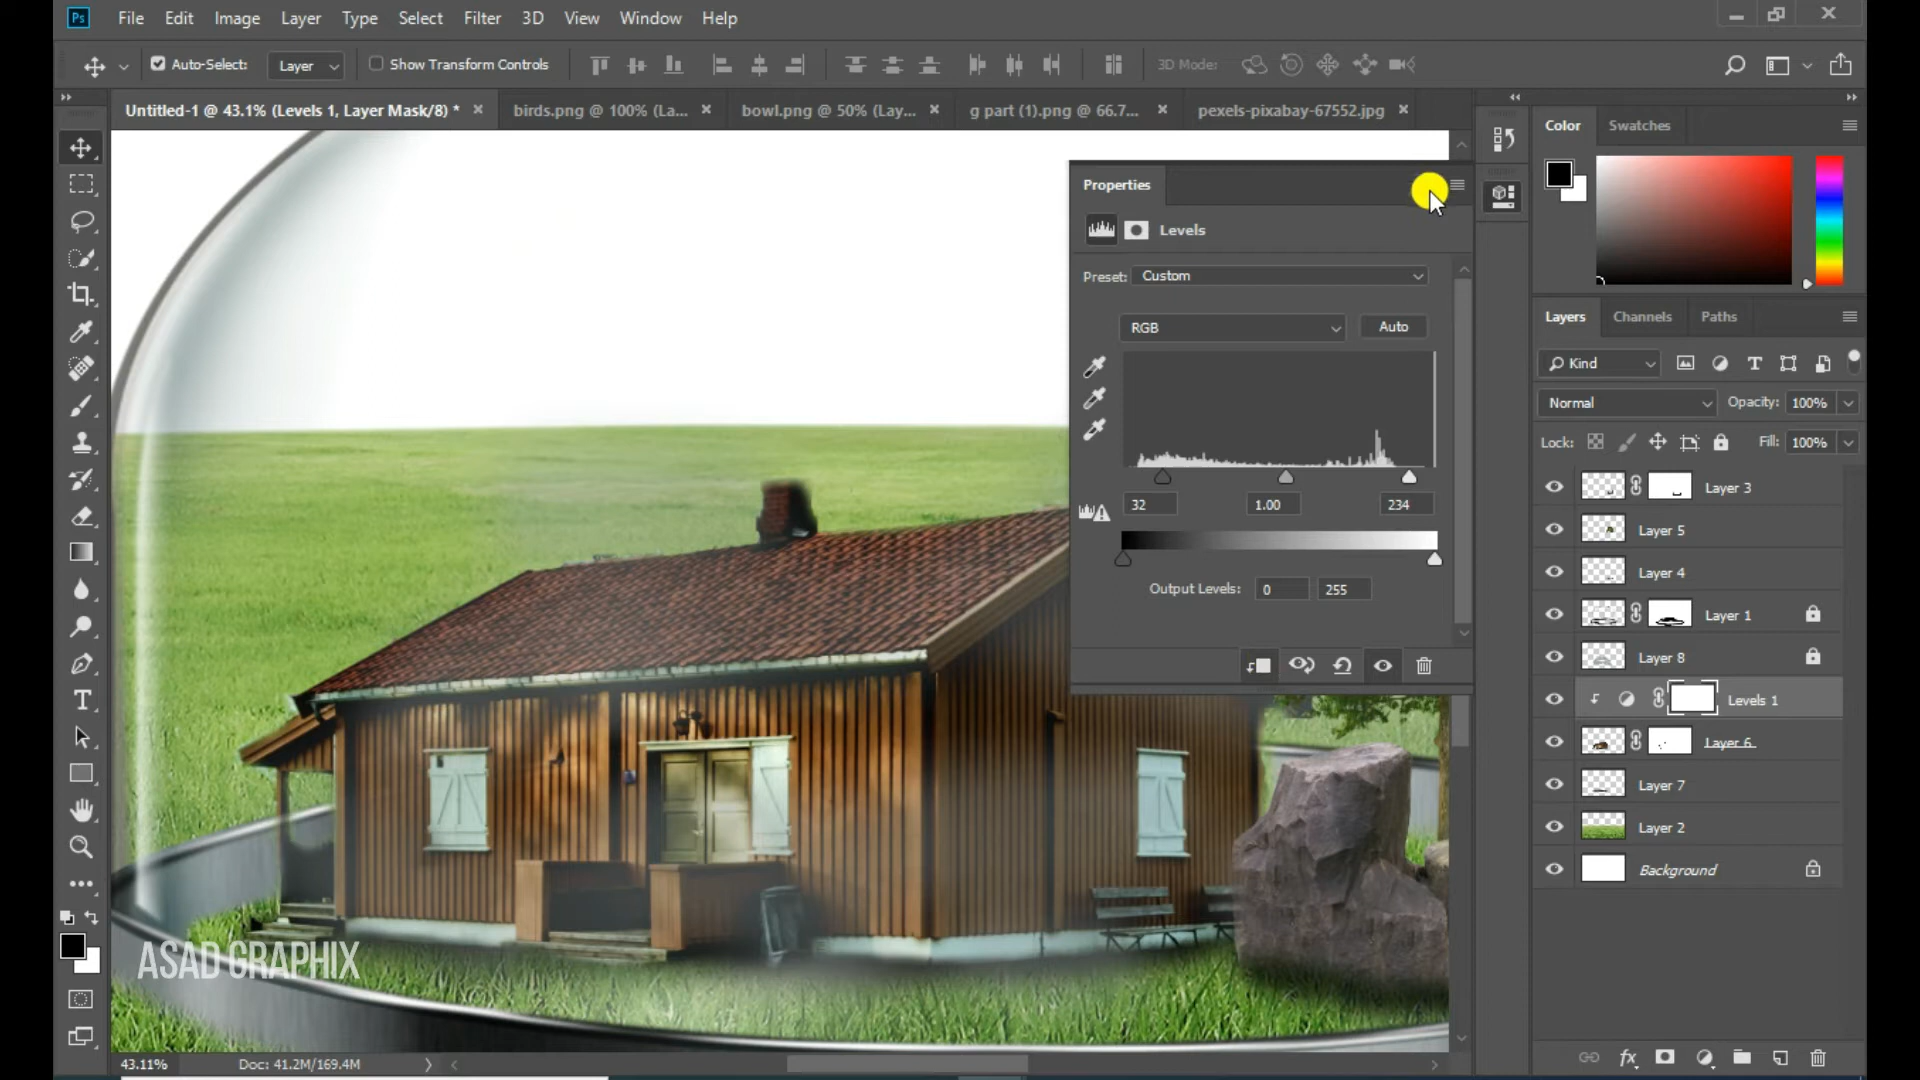 Ps File Edit Image Layer Type Select Filter 3D View Window Help
Auto-Select: Layer Show Transform Controls 3D Mode:
Untitled-1 @ 43.1% (Levels 1, Layer Mask/8) * birds.png @ 100% (La... bowl.png @ 50% (Lay... g part (1).png @ 66.7... pexels-pixabay-67552.jpg
Properties
Levels
Preset: Custom
RGB Auto
32 1.00 234
Output Levels: 0 255
Color Swatches
Layers Channels Paths
Kind
Normal Opacity: 100%
Lock: Fill: 100%
Layer 3
Layer 5
Layer 4
Layer 1
Layer 8
Levels 1
Layer 6
Layer 7
Layer 2
Background
ASAD GRAPHIX
43.11% Doc: 41.2M/169.4M